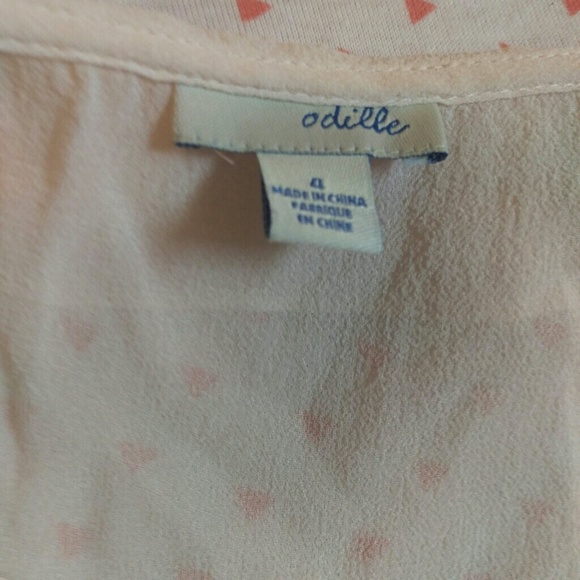 odille
4
MADE IN CHINA
FABRIQUE
EN CHINE